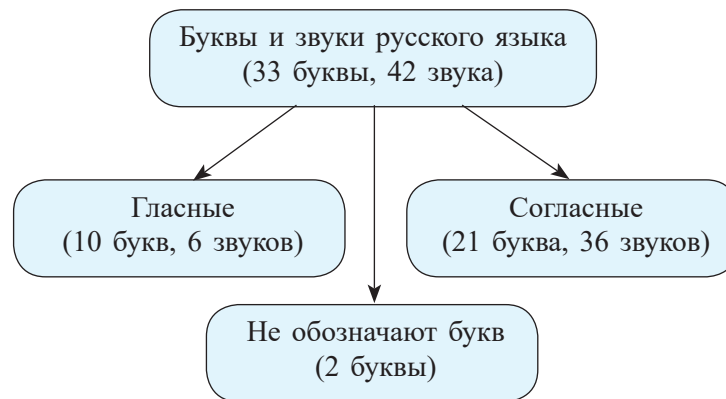 Буквы и звуки русского языка
(33 буквы, 42 звука)
Гласные
(10 букв, 6 звуков)
Согласные
(21 буква, 36 звуков)
Не обозначают букв
(2 буквы)